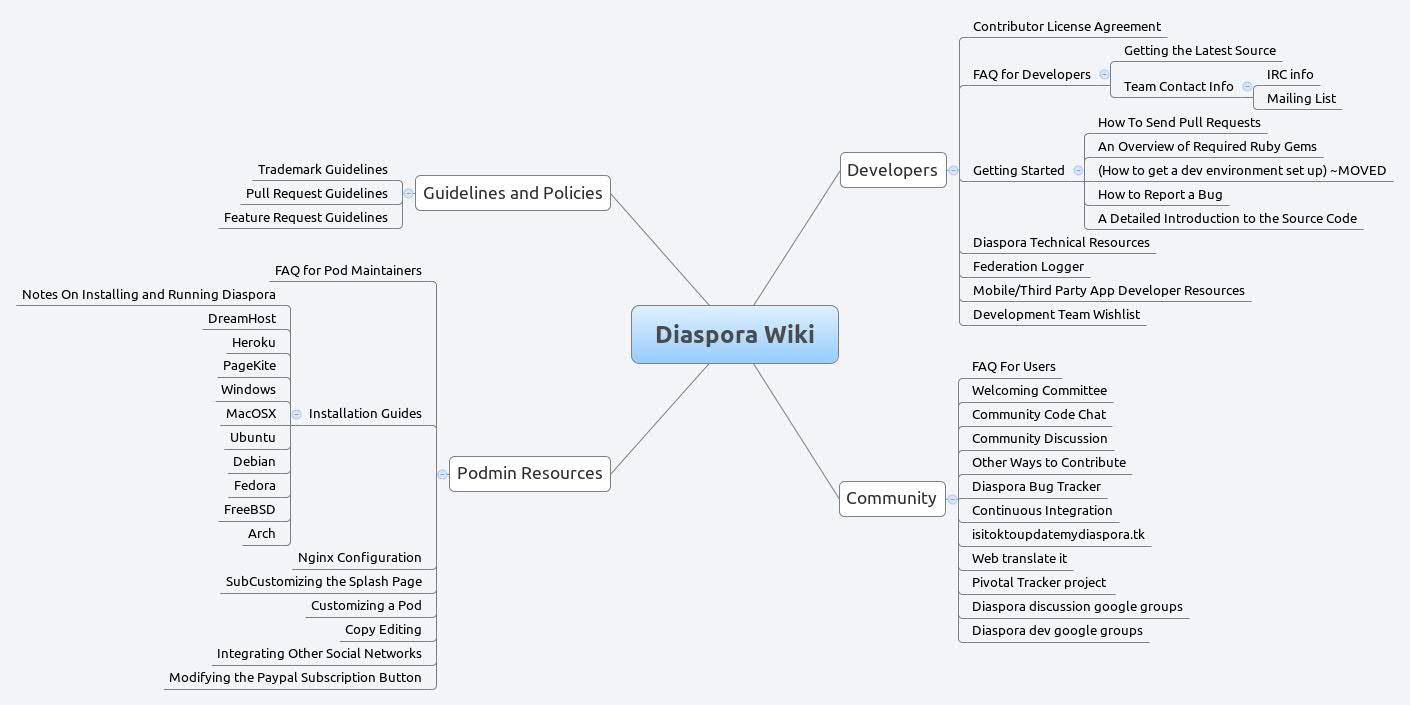 Diaspora Wiki
Developers
Contributor License Agreement
FAQ for Developers
Getting the Latest Source
Team Contact Info
IRC info
Mailing List
Getting Started
How To Send Pull Requests
An Overview of Required Ruby Gems
(How to get a dev environment set up) ~MOVED
How to Report a Bug
A Detailed Introduction to the Source Code
Diaspora Technical Resources
Federation Logger
Mobile/Third Party App Developer Resources
Development Team Wishlist
Community
FAQ For Users
Welcoming Committee
Community Code Chat
Community Discussion
Other Ways to Contribute
Diaspora Bug Tracker
Continuous Integration
isitoktoupdatemydiaspora.tk
Web translate it
Pivotal Tracker project
Diaspora discussion google groups
Diaspora dev google groups
Guidelines and Policies
Trademark Guidelines
Pull Request Guidelines
Feature Request Guidelines
Podmin Resources
FAQ for Pod Maintainers
Installation Guides
Notes On Installing and Running Diaspora
DreamHost
Heroku
PageKite
Windows
MacOSX
Ubuntu
Debian
Fedora
FreeBSD
Arch
Nginx Configuration
SubCustomizing the Splash Page
Customizing a Pod
Copy Editing
Integrating Other Social Networks
Modifying the Paypal Subscription Button